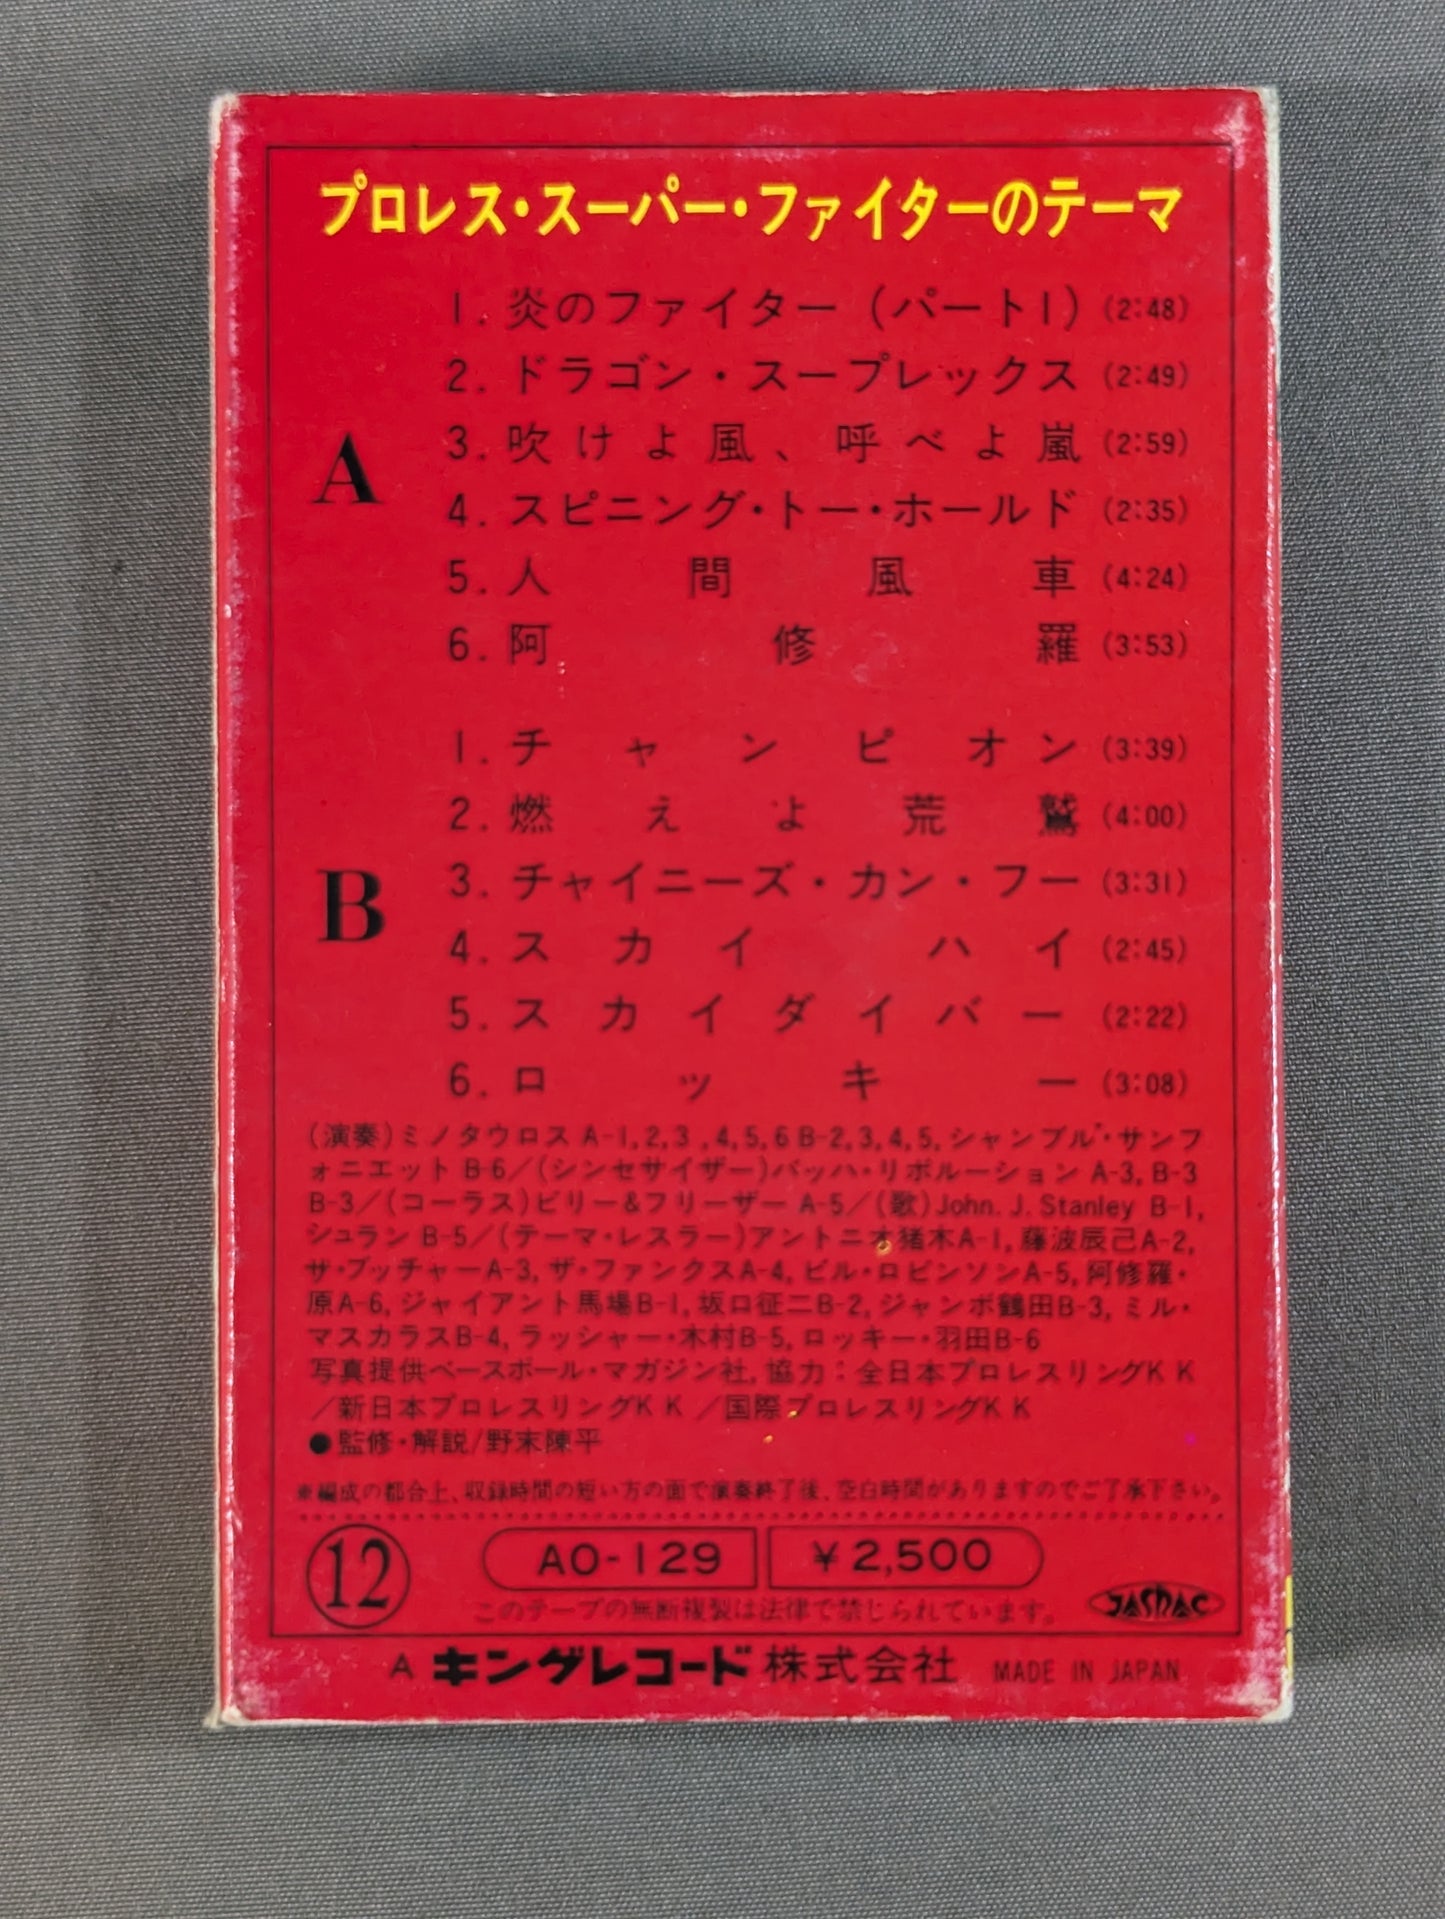 プロレス・スーパー・ファイターのテーマ
A
1. 炎のファイター（パート1）(2:48)
2. ドラゴン・スープレックス (2:49)
3. 吹けよ風、呼べよ嵐 (2:59)
4. スピニング・トー・ホールド (2:35)
5. 人間風車 (4:24)
6. 阿修羅 (3:53)
B
1. チャンピオン (3:39)
2. 燃えよ荒鷲 (4:00)
3. チャイニーズ・カン・フー (3:31)
4. スカイ ハイ (2:45)
5. スカイダイバー (2:22)
6. ロッキー (3:08)
(演奏)ミノタウロス A-1,2,3,4,5,6 B-2,3,4,5, シャンブル・サンフ
ォニエット B-6／(シンセサイザー)バッハ・リボルーション A-3, B-3
B-3／(コーラス)ビリー&フリーザー A-5／(歌)John. J. Stanley B-1,
シュラン B-5／(テーマ・レスラー)アントニオ猪木A-1, 藤波辰己A-2,
ザ・ブッチャーA-3, ザ・ファンクスA-4, ビル・ロビンソンA-5, 阿修羅・
原A-6, ジャイアント馬場B-1, 坂口征二B-2, ジャンボ鶴田B-3, ミル・
マスカラスB-4, ラッシャー・木村B-5, ロッキー・羽田B-6
写真提供ベースボール・マガジン社, 協力：全日本プロレスリングＫＫ
／新日本プロレスリングＫＫ／国際プロレスリングＫＫ
●監修・解説/野末陳平
※編成の都合上、収録時間の短い方の面で演奏終了後、空白時間がありますのでご了承下さい。
12
AO-129
￥2,500
このテープの無断複製は法律で禁じられています。
JASRAC
A キングレコード株式会社 MADE IN JAPAN